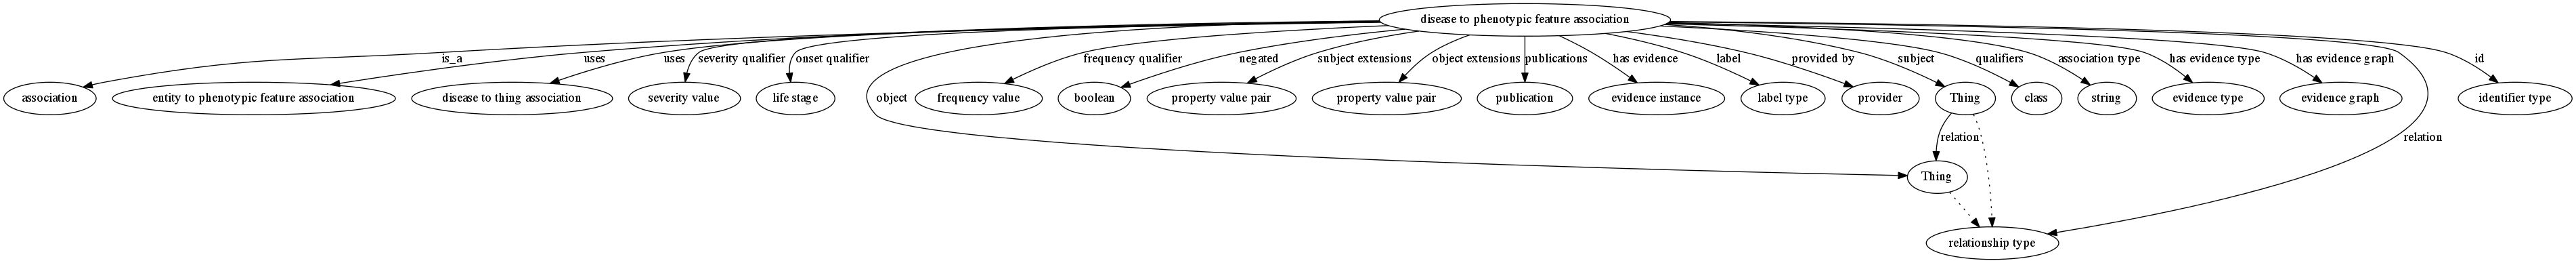 disease to phenotypic feature association
is_a
uses
uses
severity qualifier
onset qualifier
object
frequency qualifier
negated
subject extensions
object extensions
publications
has evidence
label
provided by
subject
qualifiers
association type
has evidence type
has evidence graph
relation
id
association
entity to phenotypic feature association
disease to thing association
severity value
life stage
frequency value
boolean
property value pair
property value pair
publication
evidence instance
label type
provider
Thing
class
string
evidence type
evidence graph
identifier type
relation
Thing
relationship type